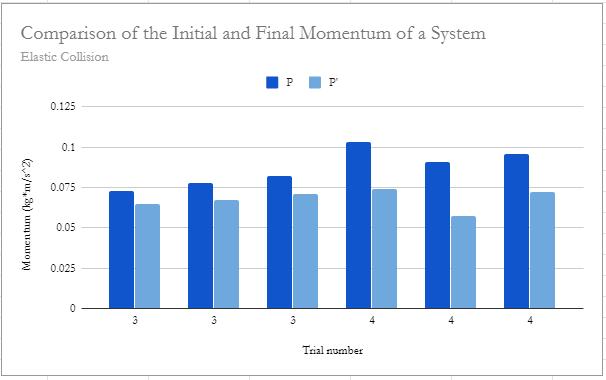 Comparison of the Initial and Final Momentum of a System
Elastic Collision
P P'
0.125
0.1
0.075
0.05
0.025
0
Momentum (kg*m/s^2)
3 3 3 4 4 4
Trial number